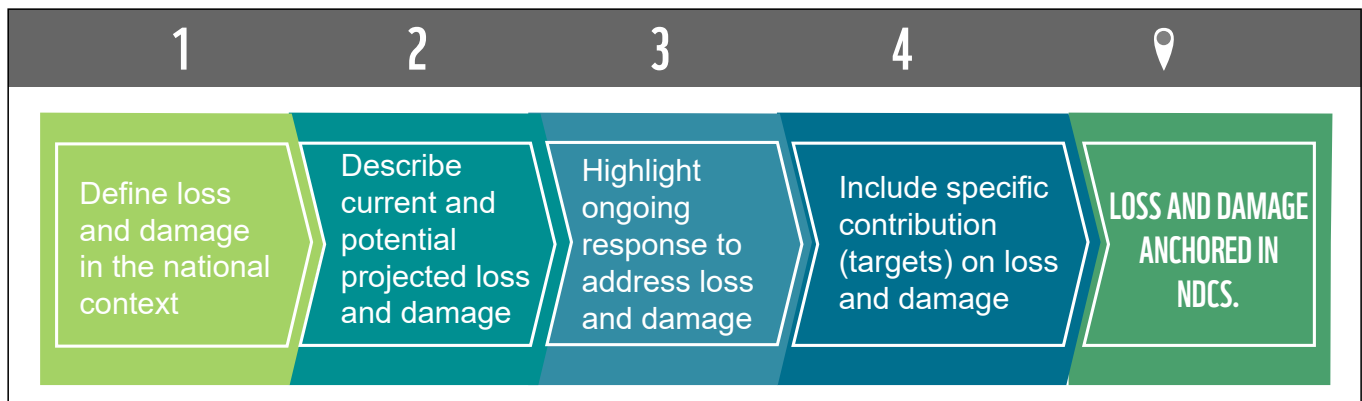 1
2
3
4
Define loss
and damage
in the national
context
Describe
current and
potential
projected loss
and damage
Highlight
ongoing
response to
address loss
and damage
Include specific
contribution
(targets) on loss
and damage
LOSS AND DAMAGE
ANCHORED IN
NDCS.